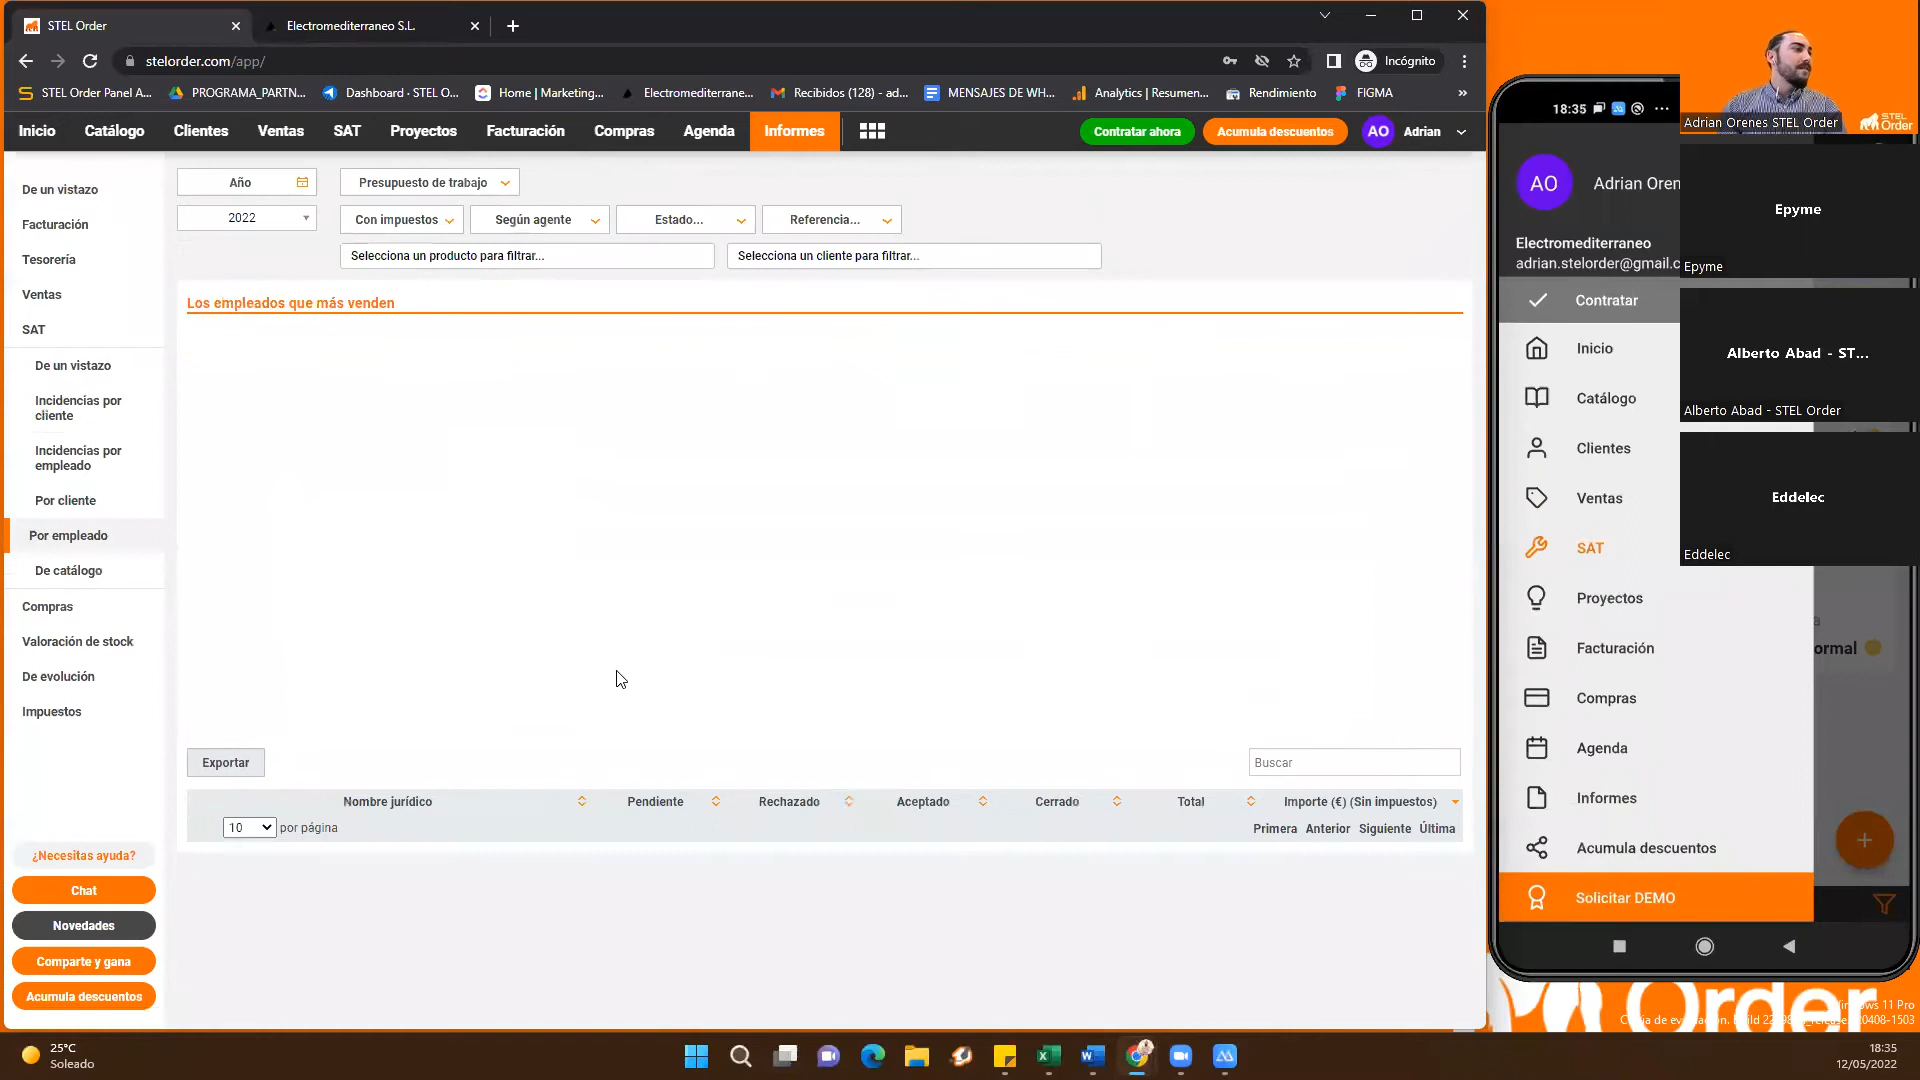 STEL Order
Electromediterraneo S.L.
stelorder.com/app/
Incógnito
STEL Order Panel A...
PROGRAMA_PARTN...
Dashboard · STEL O...
Home | Marketing...
Electromediterrane...
Recibidos (128) - ad...
MENSAJES DE WH...
Analytics | Resumen...
Rendimiento
FIGMA
»
Inicio
Catálogo
Clientes
Ventas
SAT
Proyectos
Facturación
Compras
Agenda
Informes
Contratar ahora
Acumula descuentos
AO
Adrian
De un vistazo
Facturación
Tesorería
Ventas
SAT
De un vistazo
Incidencias por
cliente
Incidencias por
empleado
Por cliente
Por empleado
De catálogo
Compras
Valoración de stock
De evolución
Impuestos
¿Necesitas ayuda?
Chat
Novedades
Comparte y gana
Acumula descuentos
Año
Presupuesto de trabajo
2022
Con impuestos
Según agente
Estado...
Referencia...
Selecciona un producto para filtrar...
Selecciona un cliente para filtrar...
Los empleados que más venden
Exportar
Buscar
Nombre jurídico
Pendiente
Rechazado
Aceptado
Cerrado
Total
Importe (€) (Sin impuestos)
10
por página
Primera
Anterior
Siguiente
Última
18:35
AO
Adrian Oren
Electromediterraneo
adrian.stelorder@gmail.c
Contratar
Inicio
Catálogo
Clientes
Ventas
SAT
Proyectos
Facturación
Compras
Agenda
Informes
Acumula descuentos
Solicitar DEMO
ormal
Adrian Orenes STEL Order
STEL
Order
Epyme
Epyme
Alberto Abad - ST...
Alberto Abad - STEL Order
Eddelec
Eddelec
Order
25°C
Soleado
18:35
12/05/2022